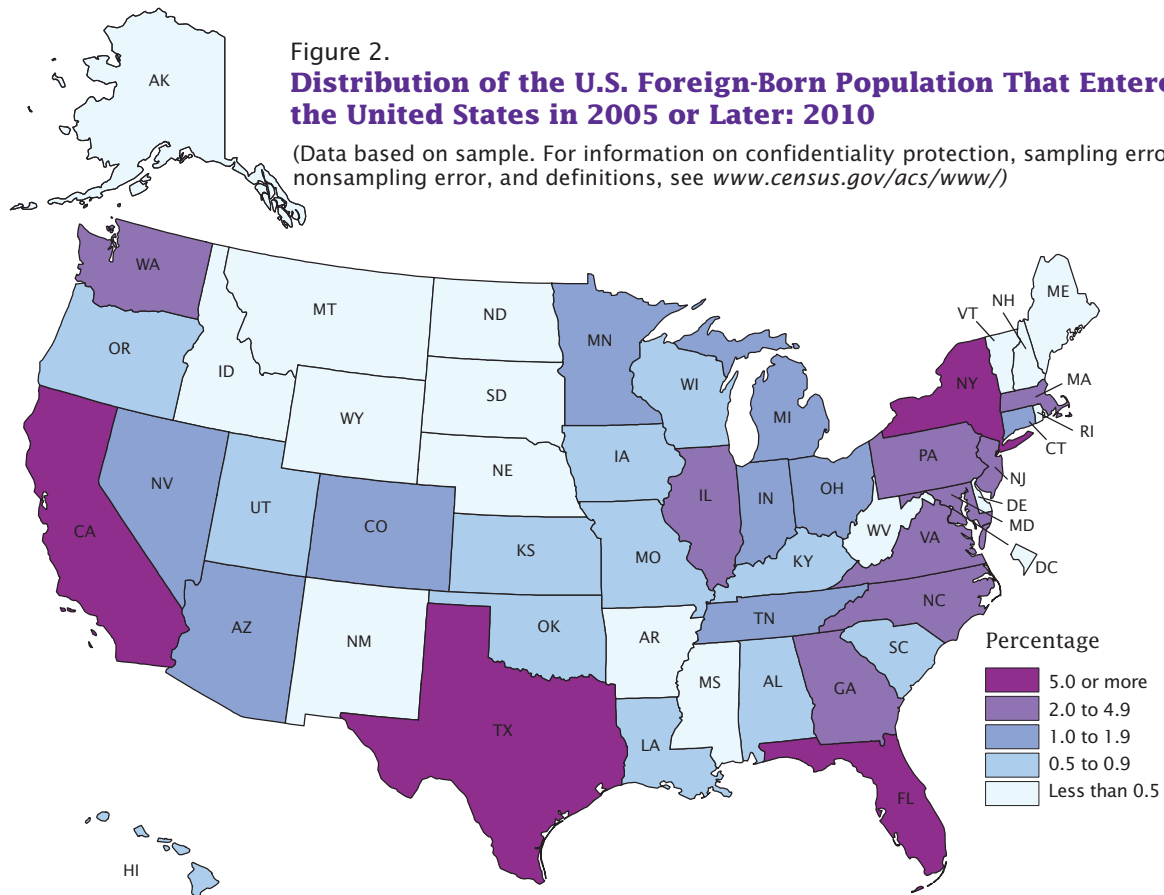 Figure 2.
Distribution of the U.S. Foreign-Born Population That Entere
the United States in 2005 or Later: 2010
(Data based on sample. For information on confidentiality protection, sampling erro
nonsampling error, and definitions, see www.census.gov/acs/www/)
AK
WA
MT
ND
MN
VT
NH
ME
OR
ID
SD
WI
NY
MA
WY
MI
RI
CT
NE
IA
PA
NJ
NV
UT
CO
IL
IN
OH
DE
MD
CA
KS
MO
WV
VA
KY
DC
NC
AZ
NM
OK
AR
TN
SC
MS
AL
GA
TX
LA
FL
HI
Percentage
5.0 or more
2.0 to 4.9
1.0 to 1.9
0.5 to 0.9
Less than 0.5